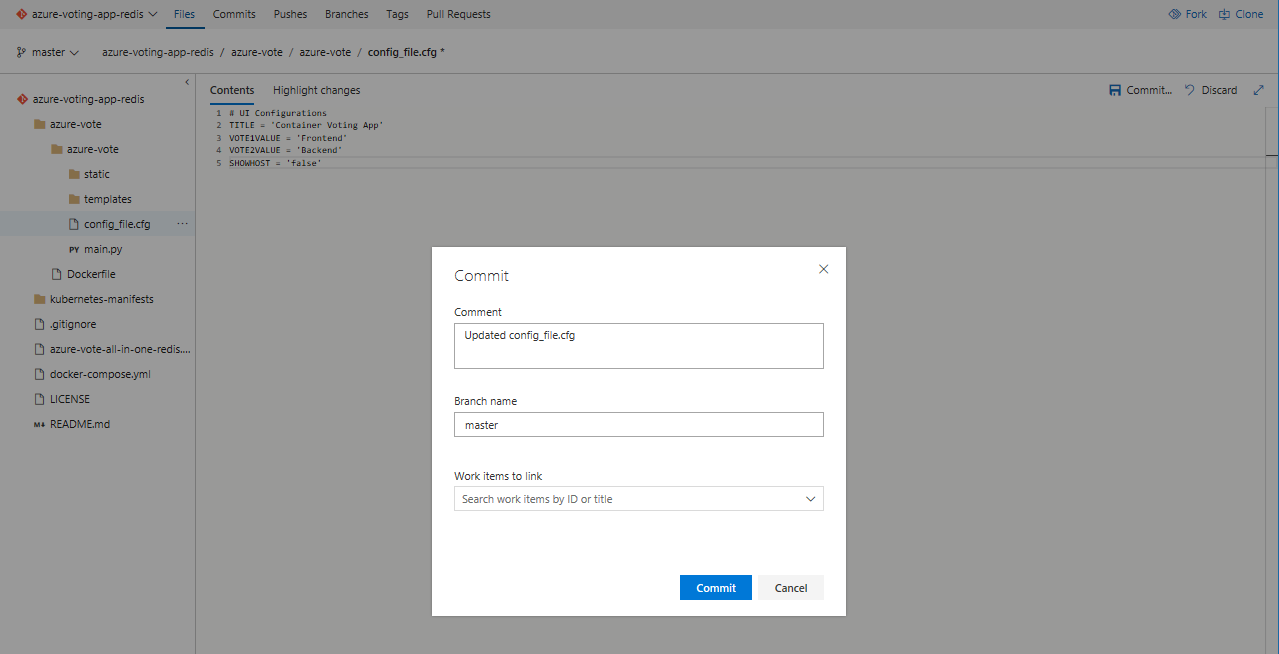 azure-voting-app-redis Files Commits Pushes Branches Tags Pull Requests Fork Clone
master azure-voting-app-redis / azure-vote / azure-vote / config_file.cfg *
azure-voting-app-redis
azure-vote
azure-vote
static
templates
config_file.cfg ...
PY main.py
Dockerfile
kubernetes-manifests
.gitignore
azure-vote-all-in-one-redis....
docker-compose.yml
LICENSE
M↓ README.md
Contents Highlight changes Commit... Discard
1 # UI Configurations
2 TITLE = 'Container Voting App'
3 VOTE1VALUE = 'Frontend'
4 VOTE2VALUE = 'Backend'
5 SHOWHOST = 'false'
Commit
Comment
Updated config_file.cfg
Branch name
master
Work items to link
Search work items by ID or title
Commit Cancel